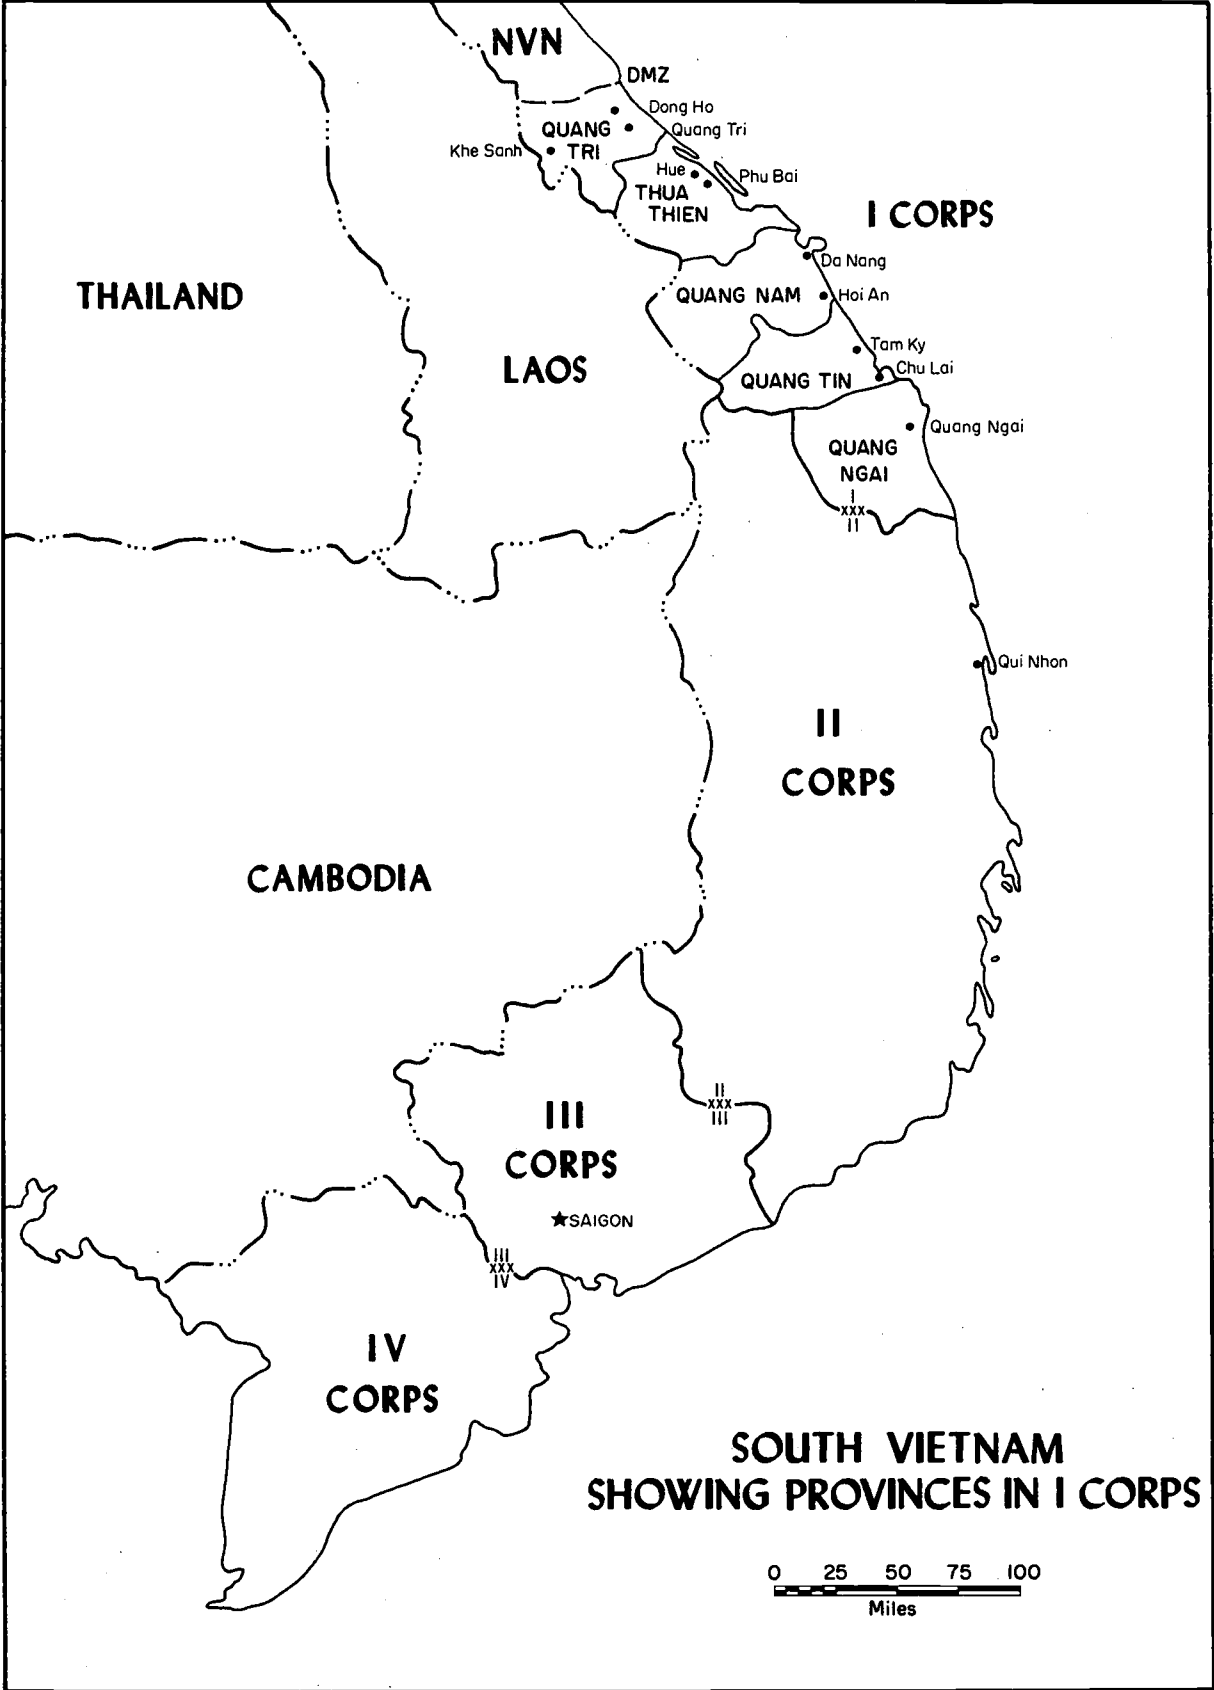 NVN
DMZ
Dong Ho
QUANG
TRI
Quang Tri
Khe Sanh
Hue
Phu Bai
THUA
THIEN
I CORPS
Da Nang
THAILAND
QUANG NAM
Hoi An
Tam Ky
LAOS
Chu Lai
QUANG TIN
Quang Ngai
QUANG
NGAI
I
XXX
II
Qui Nhon
II
CORPS
CAMBODIA
II
XXX
III
III
CORPS
SAIGON
III
XXX
IV
IV
CORPS
SOUTH VIETNAM
SHOWING PROVINCES IN I CORPS
0 25 50 75 100
Miles